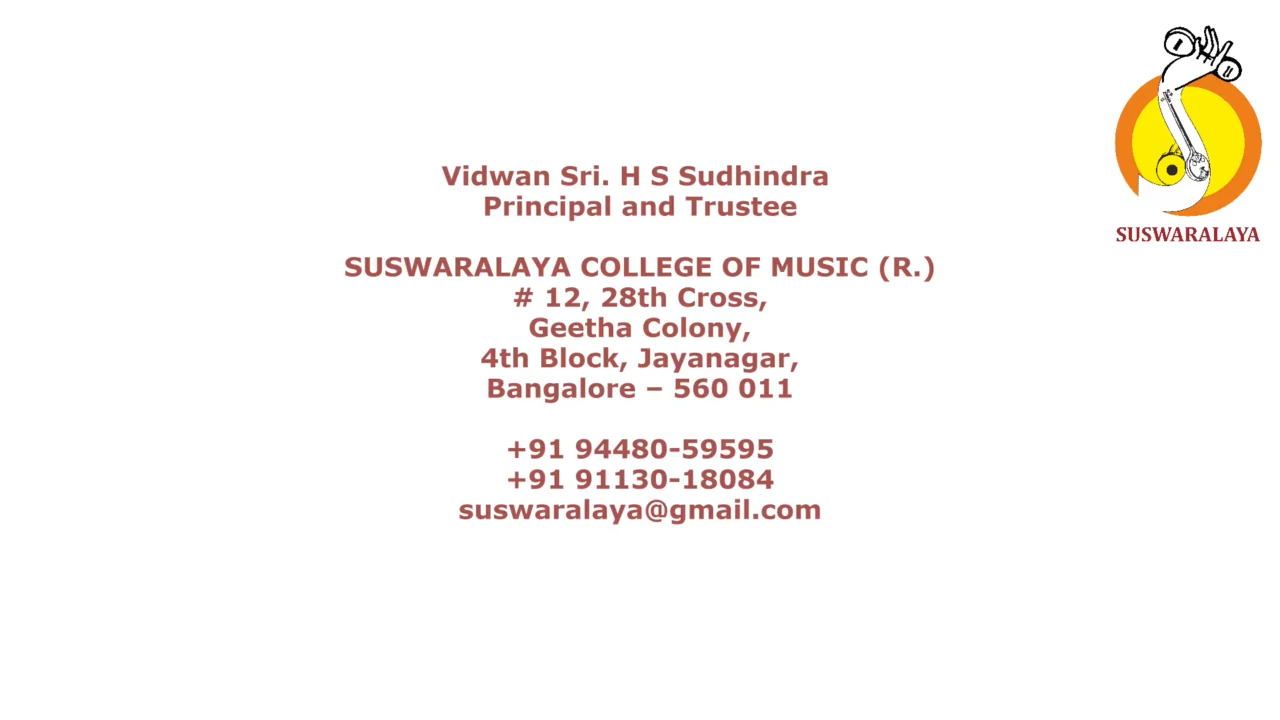 Vidwan Sri. H S Sudhindra
Principal and Trustee
SUSWARALAYA COLLEGE OF MUSIC (R.)
# 12, 28th Cross,
Geetha Colony,
4th Block, Jayanagar,
Bangalore – 560 011
+91 94480-59595
+91 91130-18084
suswaralaya@gmail.com
I
II
SUSWARALAYA